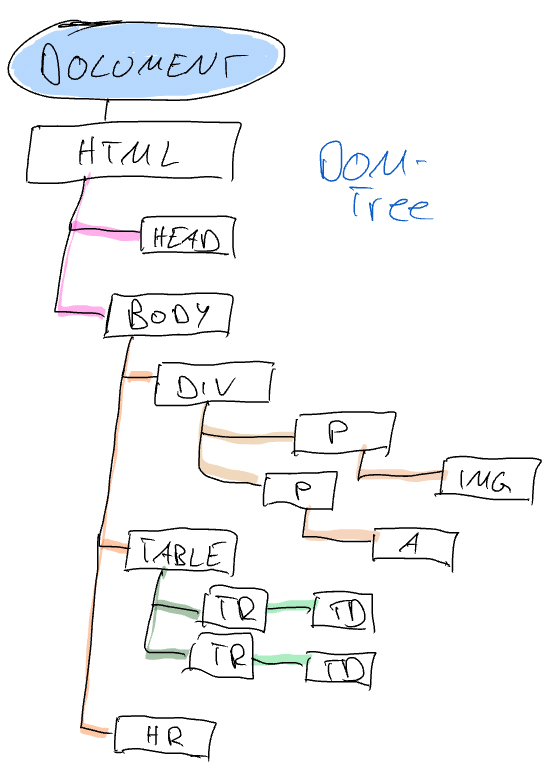 DOCUMENT
HTML
DOM-
Tree
HEAD
BODY
DIV
P
IMG
P
A
TABLE
TR TD
TR TD
HR